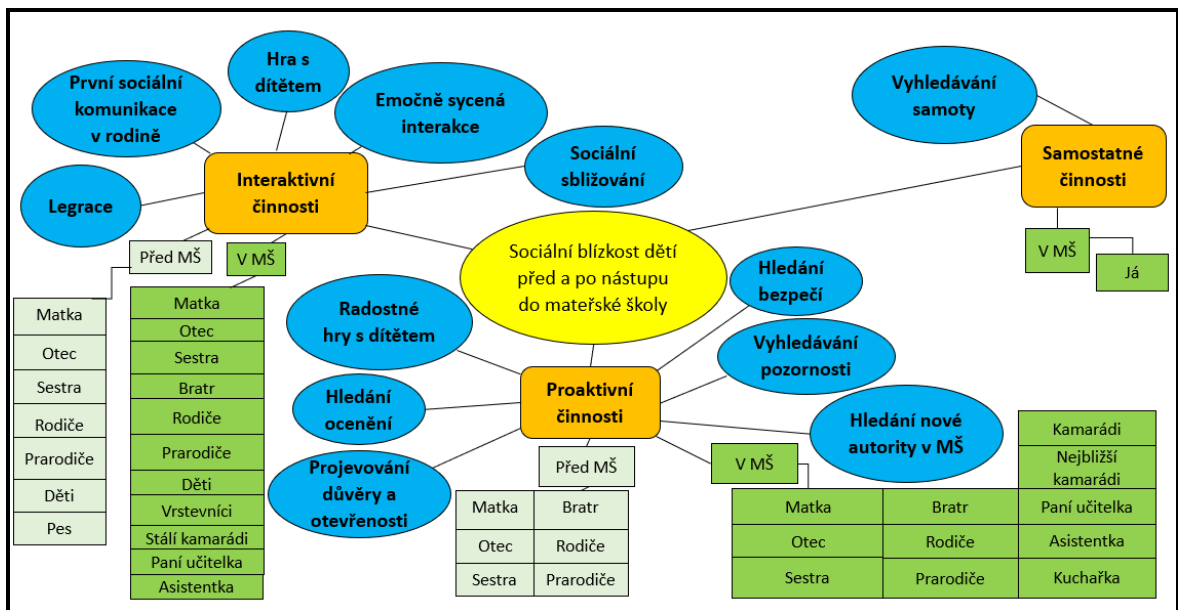 Hra s
dítětem
První sociální
komunikace
v rodině
Emočně sycená
interakce
Sociální
sbližování
Legrace
Interaktivní
činnosti
Vyhledávání
samoty
Samostatné
činnosti
V MŠ
Já
Sociální blízkost dětí
před a po nástupu
do mateřské školy
Před MŠ
Matka
Otec
Sestra
Rodiče
Prarodiče
Děti
Pes
V MŠ
Matka
Otec
Sestra
Bratr
Rodiče
Prarodiče
Děti
Vrstevníci
Stálí kamarádi
Paní učitelka
Asistentka
Radostné
hry s dítětem
Hledání
ocenění
Projevování
důvěry a
otevřenosti
Proaktivní
činnosti
Hledání
bezpečí
Vyhledávání
pozornosti
Hledání nové
autority v MŠ
Před MŠ
Matka Bratr
Otec Rodiče
Sestra Prarodiče
V MŠ
Kamarádi
Nejbližší
kamarádi
Matka Bratr Paní učitelka
Otec Rodiče Asistentka
Sestra Prarodiče Kuchařka